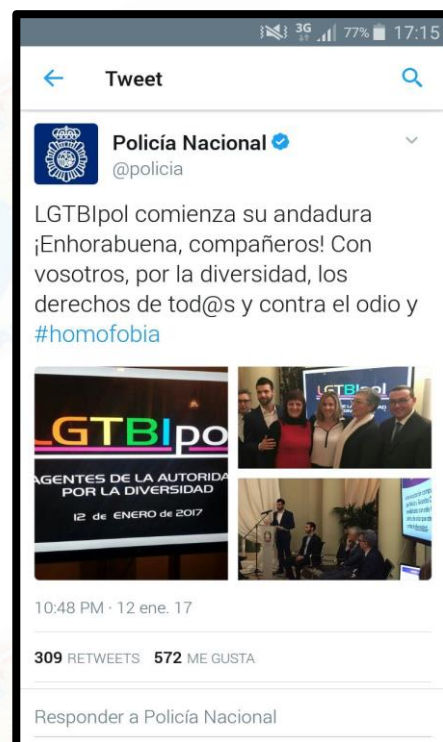 3G 77% 17:15
Tweet
Policía Nacional
@policia
LGTBIpol comienza su andadura
¡Enhorabuena, compañeros! Con
vosotros, por la diversidad, los
derechos de tod@s y contra el odio y
#homofobia
LGTBIpo
AGENTES DE LA AUTORIDA
POR LA DIVERSIDAD
12 de ENERO de 2017
LGTBIpol
10:48 PM · 12 ene. 17
309 RETWEETS 572 ME GUSTA
Responder a Policía Nacional